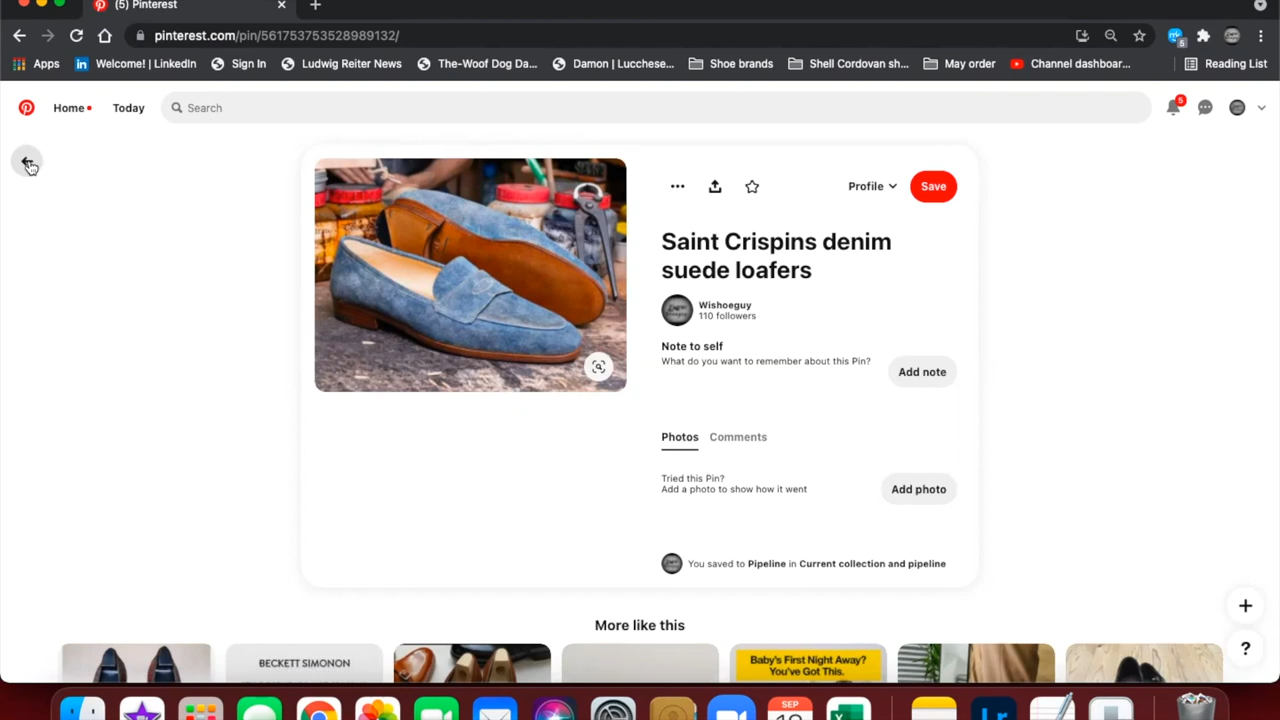 (5) Pinterest
pinterest.com/pin/561753753528989132/
5
Apps
Welcome! | LinkedIn
Sign In
Ludwig Reiter News
The-Woof Dog Da...
Damon | Lucchese...
Shoe brands
Shell Cordovan sh...
May order
Channel dashboar...
Reading List
Home
Today
Search
5
Profile
Save
Saint Crispins denim
suede loafers
Wishoeguy
110 followers
Note to self
What do you want to remember about this Pin?
Add note
Photos Comments
Tried this Pin?
Add a photo to show how it went
Add photo
You saved to Pipeline in Current collection and pipeline
+
?
More like this
BECKETT SIMONON
Baby's First Night Away?
You've Got This.
SEP